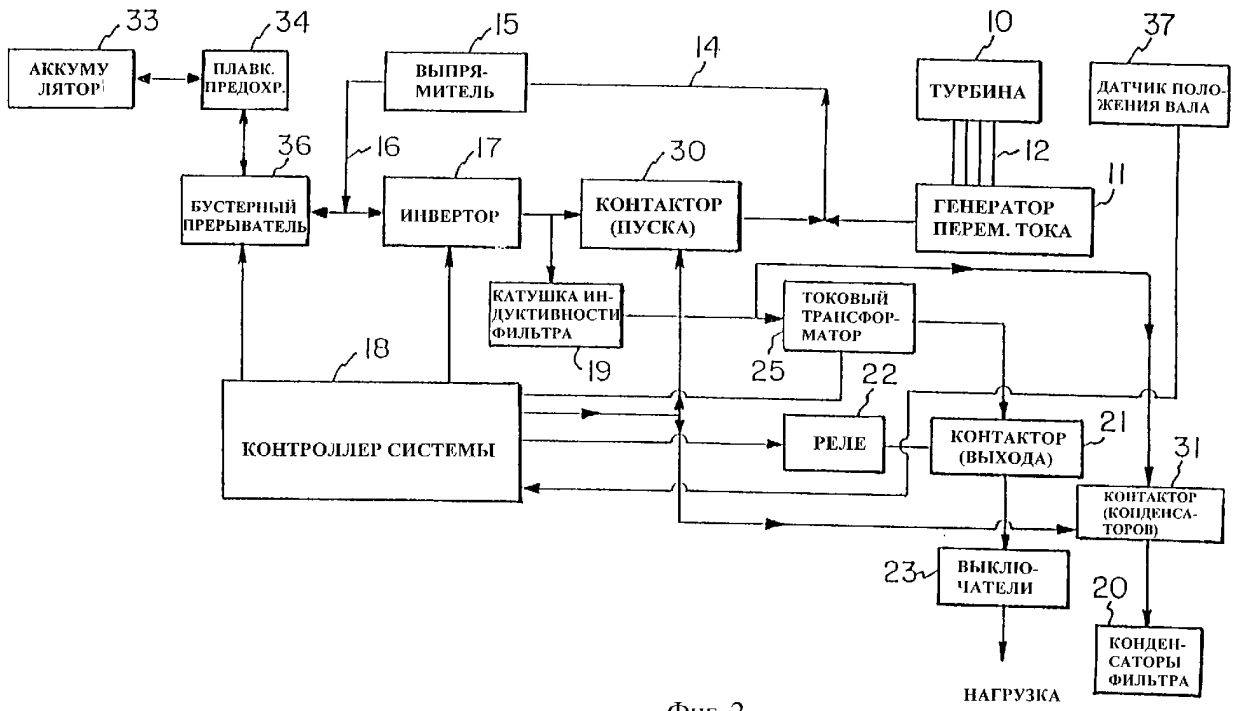 33
34
15
14
10
37
АККУМУ
ЛЯТОР
ПЛАВК.
ПРЕДОХР.
ВЫПРЯ-
МИТЕЛЬ
ТУРБИНА
ДАТЧИК ПОЛО-
ЖЕНИЯ ВАЛА
36
16
17
30
12
11
БУСТЕРНЫЙ
ПРЕРЫВАТЕЛЬ
ИНВЕРТОР
КОНТАКТОР
(ПУСКА)
ГЕНЕРАТОР
ПЕРЕМ. ТОКА
КАТУШКА ИН-
ДУКТИВНОСТИ
ФИЛЬТРА
19
ТОКОВЫЙ
ТРАНСФОР-
МАТОР
25
18
22
КОНТРОЛЛЕР СИСТЕМЫ
РЕЛЕ
КОНТАКТОР
(ВЫХОДА)
21
31
КОНТАКТОР
(КОНДЕНСА-
ТОРОВ)
23
ВЫКЛЮ-
ЧАТЕЛИ
20
КОНДЕН-
САТОРЫ
ФИЛЬТРА
НАГРУЗКА
Фиг. 2